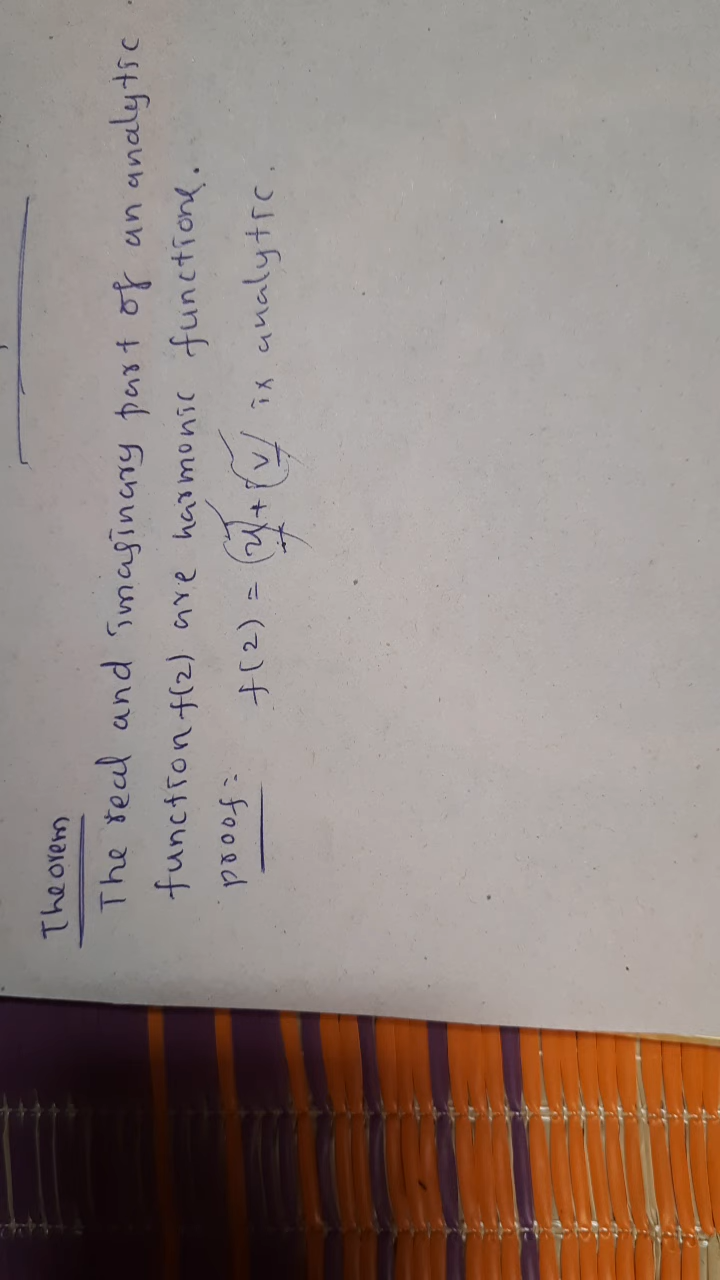 Theorem
The real and imaginary part of an analytic
function f(z) are harmonic functions.
proof: f(z) = u + iv is analytic.